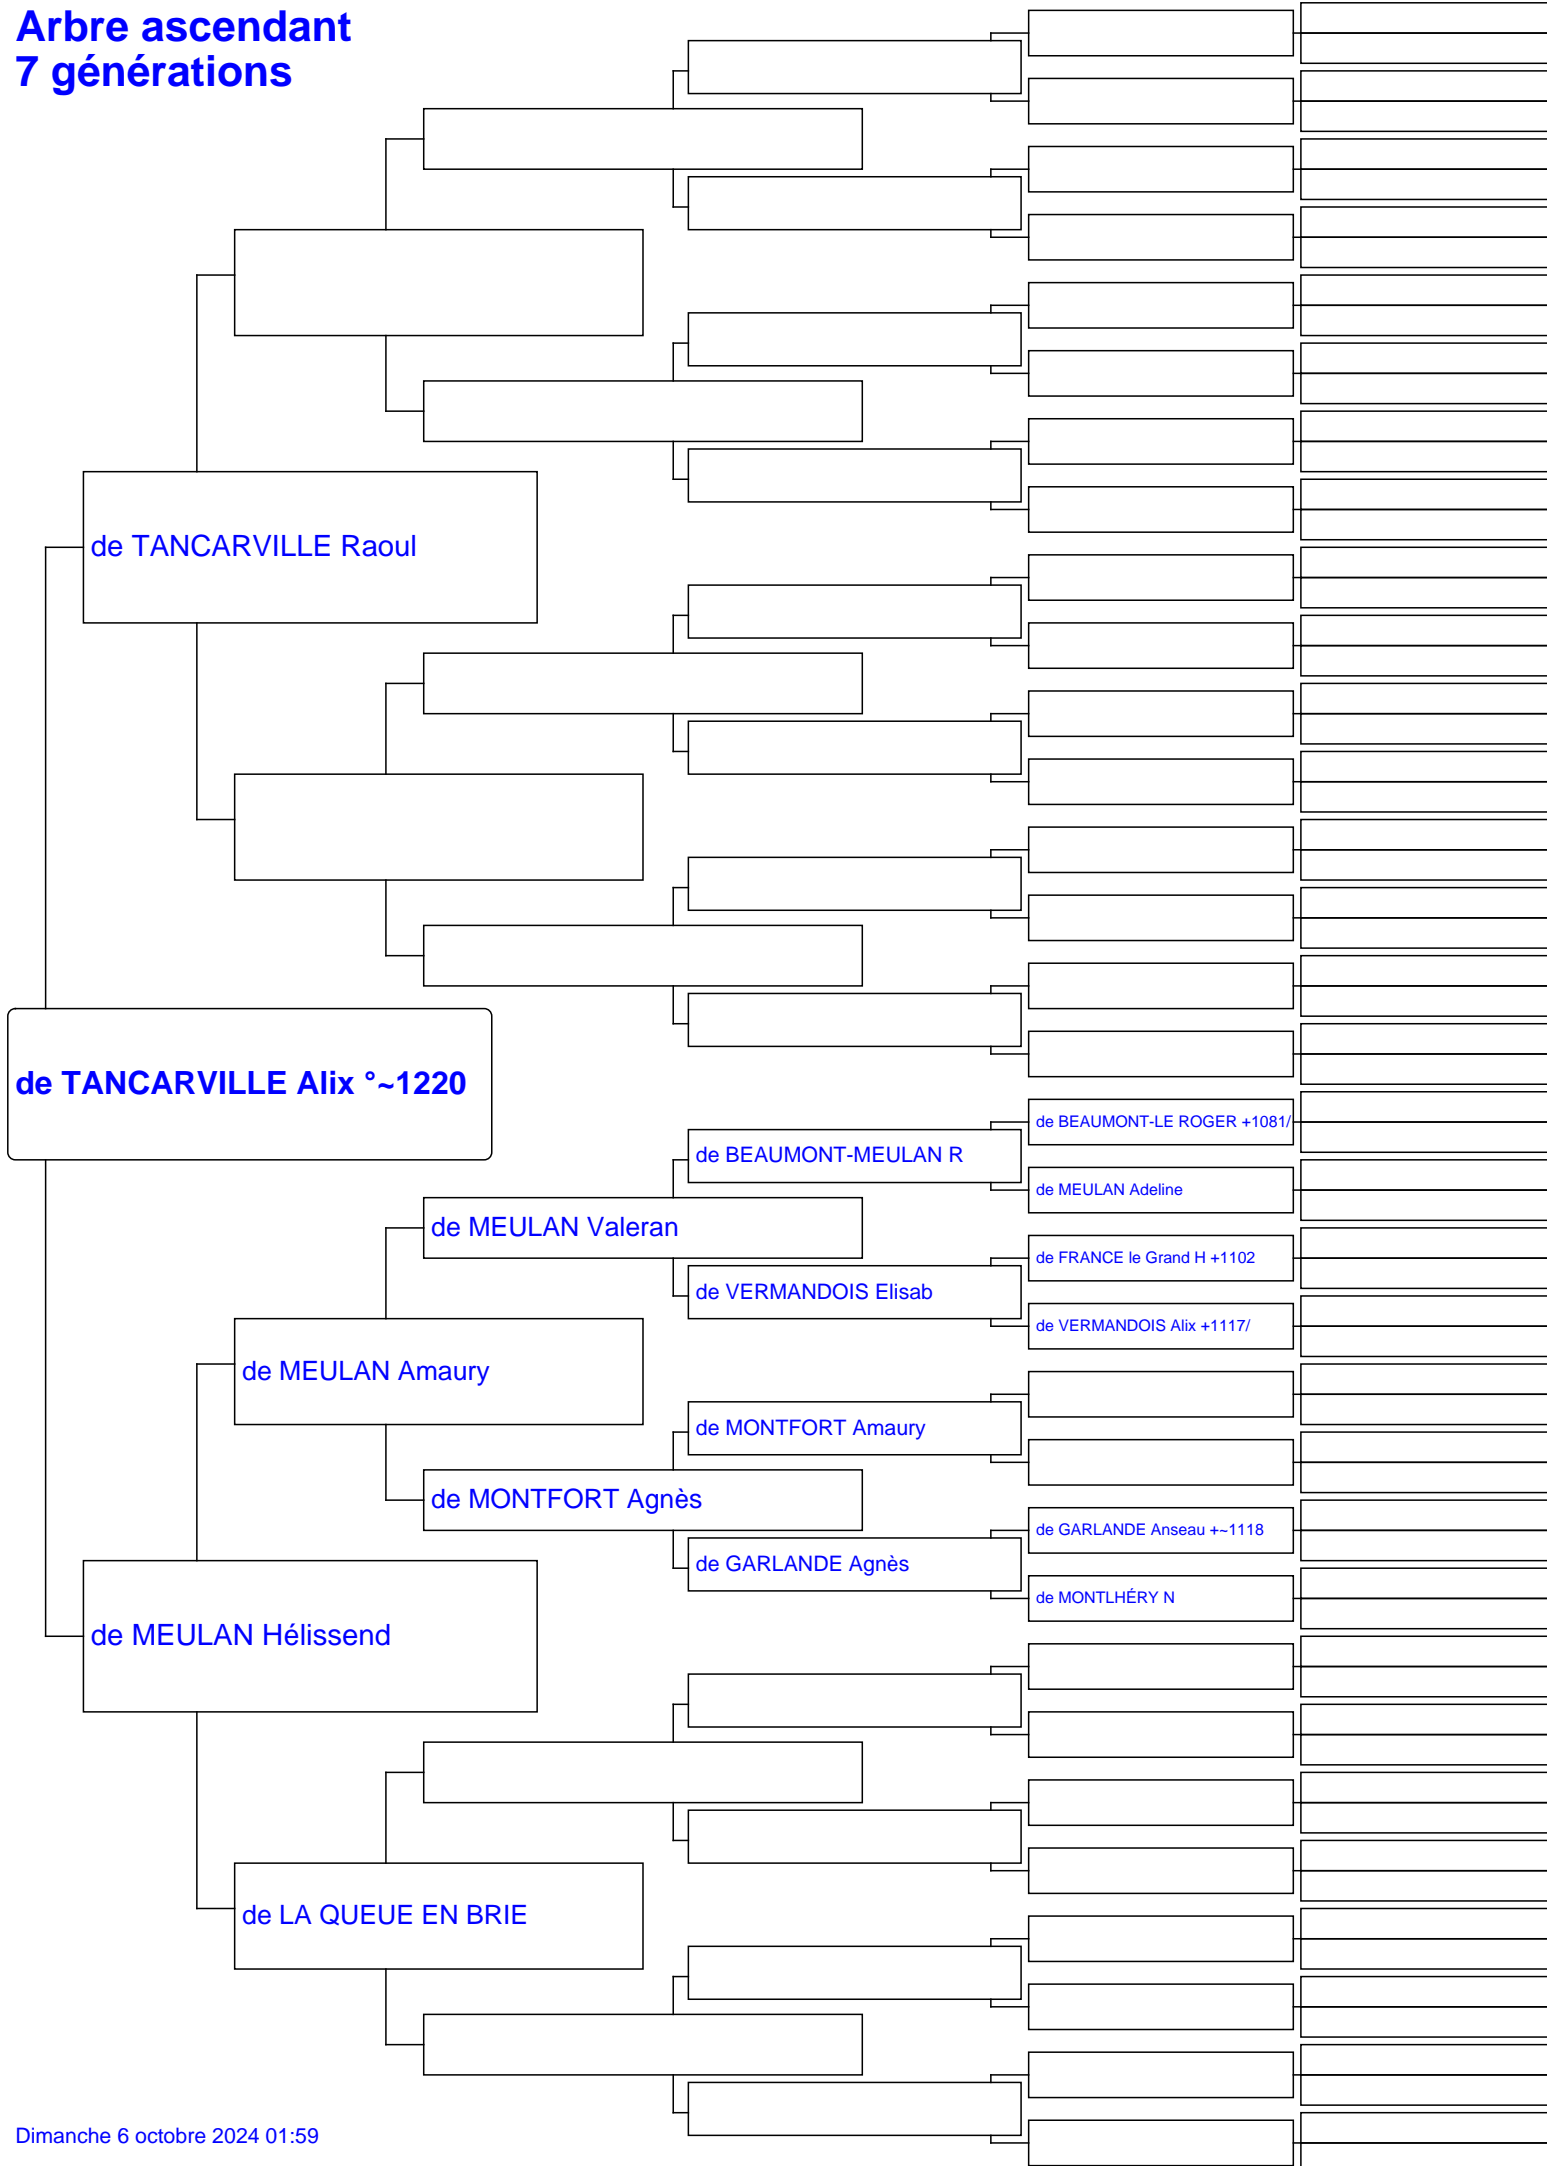 Arbre ascendant
7 générations
de TANCARVILLE Raoul
de TANCARVILLE Alix °~1220
de BEAUMONT-LE ROGER +1081/
de BEAUMONT-MEULAN R
de MEULAN Adeline
de MEULAN Valeran
de FRANCE le Grand H +1102
de VERMANDOIS Elisab
de VERMANDOIS Alix +1117/
de MEULAN Amaury
de MONTFORT Amaury
de MONTFORT Agnès
de GARLANDE Anseau +~1118
de GARLANDE Agnès
de MONTLHÉRY N
de MEULAN Hélissend
de LA QUEUE EN BRIE
Dimanche 6 octobre 2024 01:59